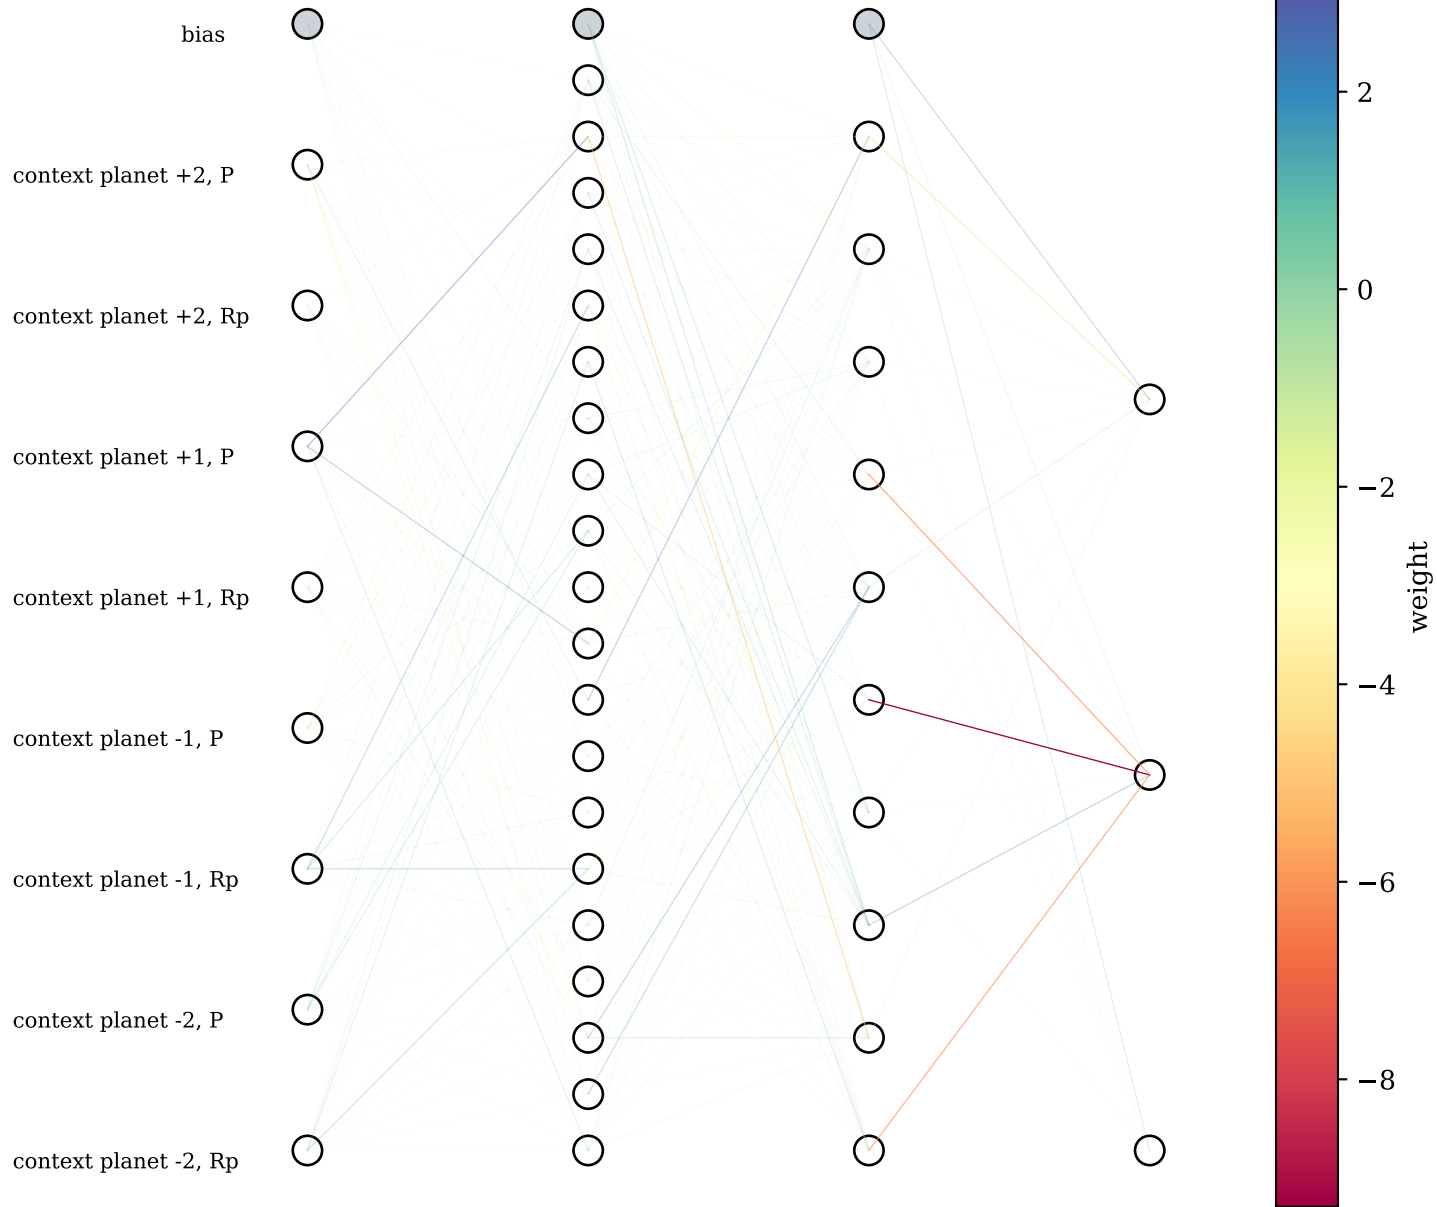 bias
context planet +2, P
context planet +2, Rp
context planet +1, P
context planet +1, Rp
context planet -1, P
context planet -1, Rp
context planet -2, P
context planet -2, Rp
2
0
−2
−4
−6
−8
weight